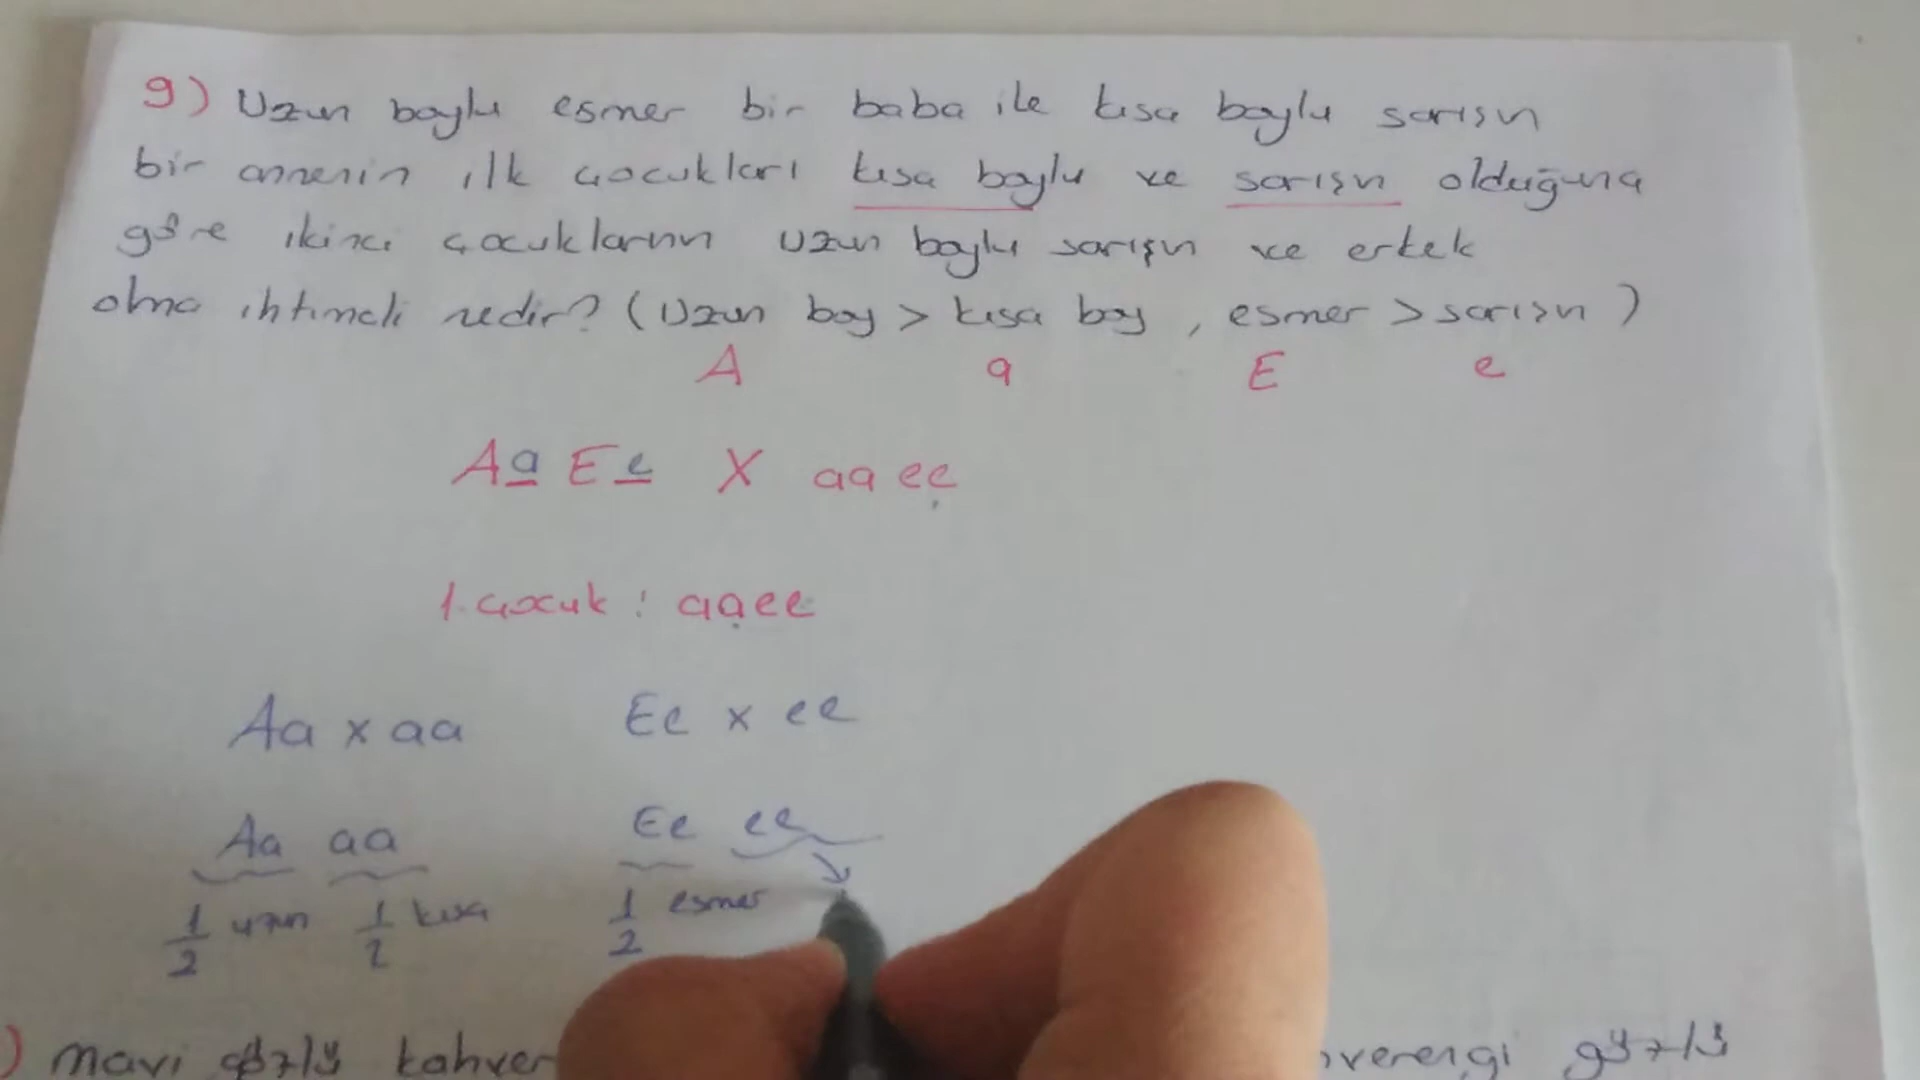 9) Uzun boylu esmer bir baba ile kısa boylu sarışın
bir annenin ilk çocukları kısa boylu ve sarışın olduğuna
göre ikinci çocuklarının uzun boylu sarışın ve erkek
olma ihtimali nedir? (Uzun boy > kısa boy, esmer > sarışın)
A a E e
Aa Ee X aa ee
1. çocuk : aaee
Aa x aa Ee x ee
Aa aa Ee ee
1/2 uzun 1/2 kısa 1/2 esmer
) mavi gözlü gözlü